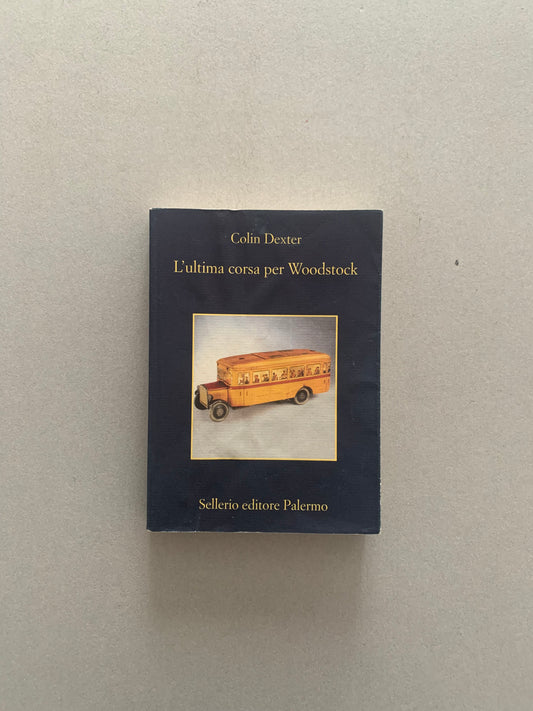 Colin Dexter
L'ultima corsa per Woodstock
Sellerio editore Palermo